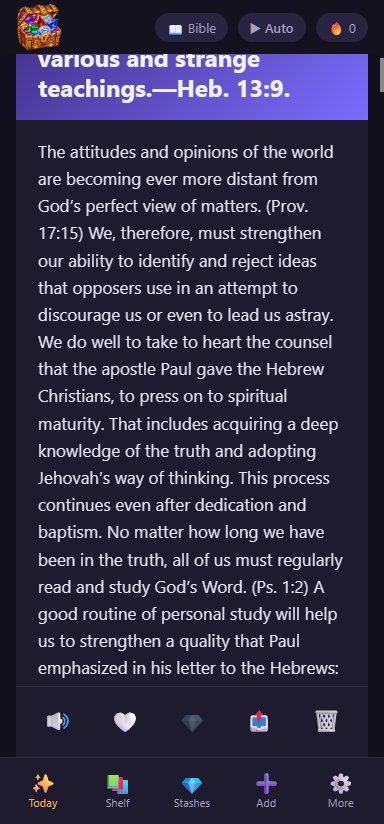 Bible
Auto
0
various and strange
teachings.—Heb. 13:9.
The attitudes and opinions of the world
are becoming ever more distant from
God’s perfect view of matters. (Prov.
17:15) We, therefore, must strengthen
our ability to identify and reject ideas
that opposers use in an attempt to
discourage us or even to lead us astray.
We do well to take to heart the counsel
that the apostle Paul gave the Hebrew
Christians, to press on to spiritual
maturity. That includes acquiring a deep
knowledge of the truth and adopting
Jehovah’s way of thinking. This process
continues even after dedication and
baptism. No matter how long we have
been in the truth, all of us must regularly
read and study God’s Word. (Ps. 1:2) A
good routine of personal study will help
us to strengthen a quality that Paul
emphasized in his letter to the Hebrews:
Today
Shelf
Stashes
Add
More